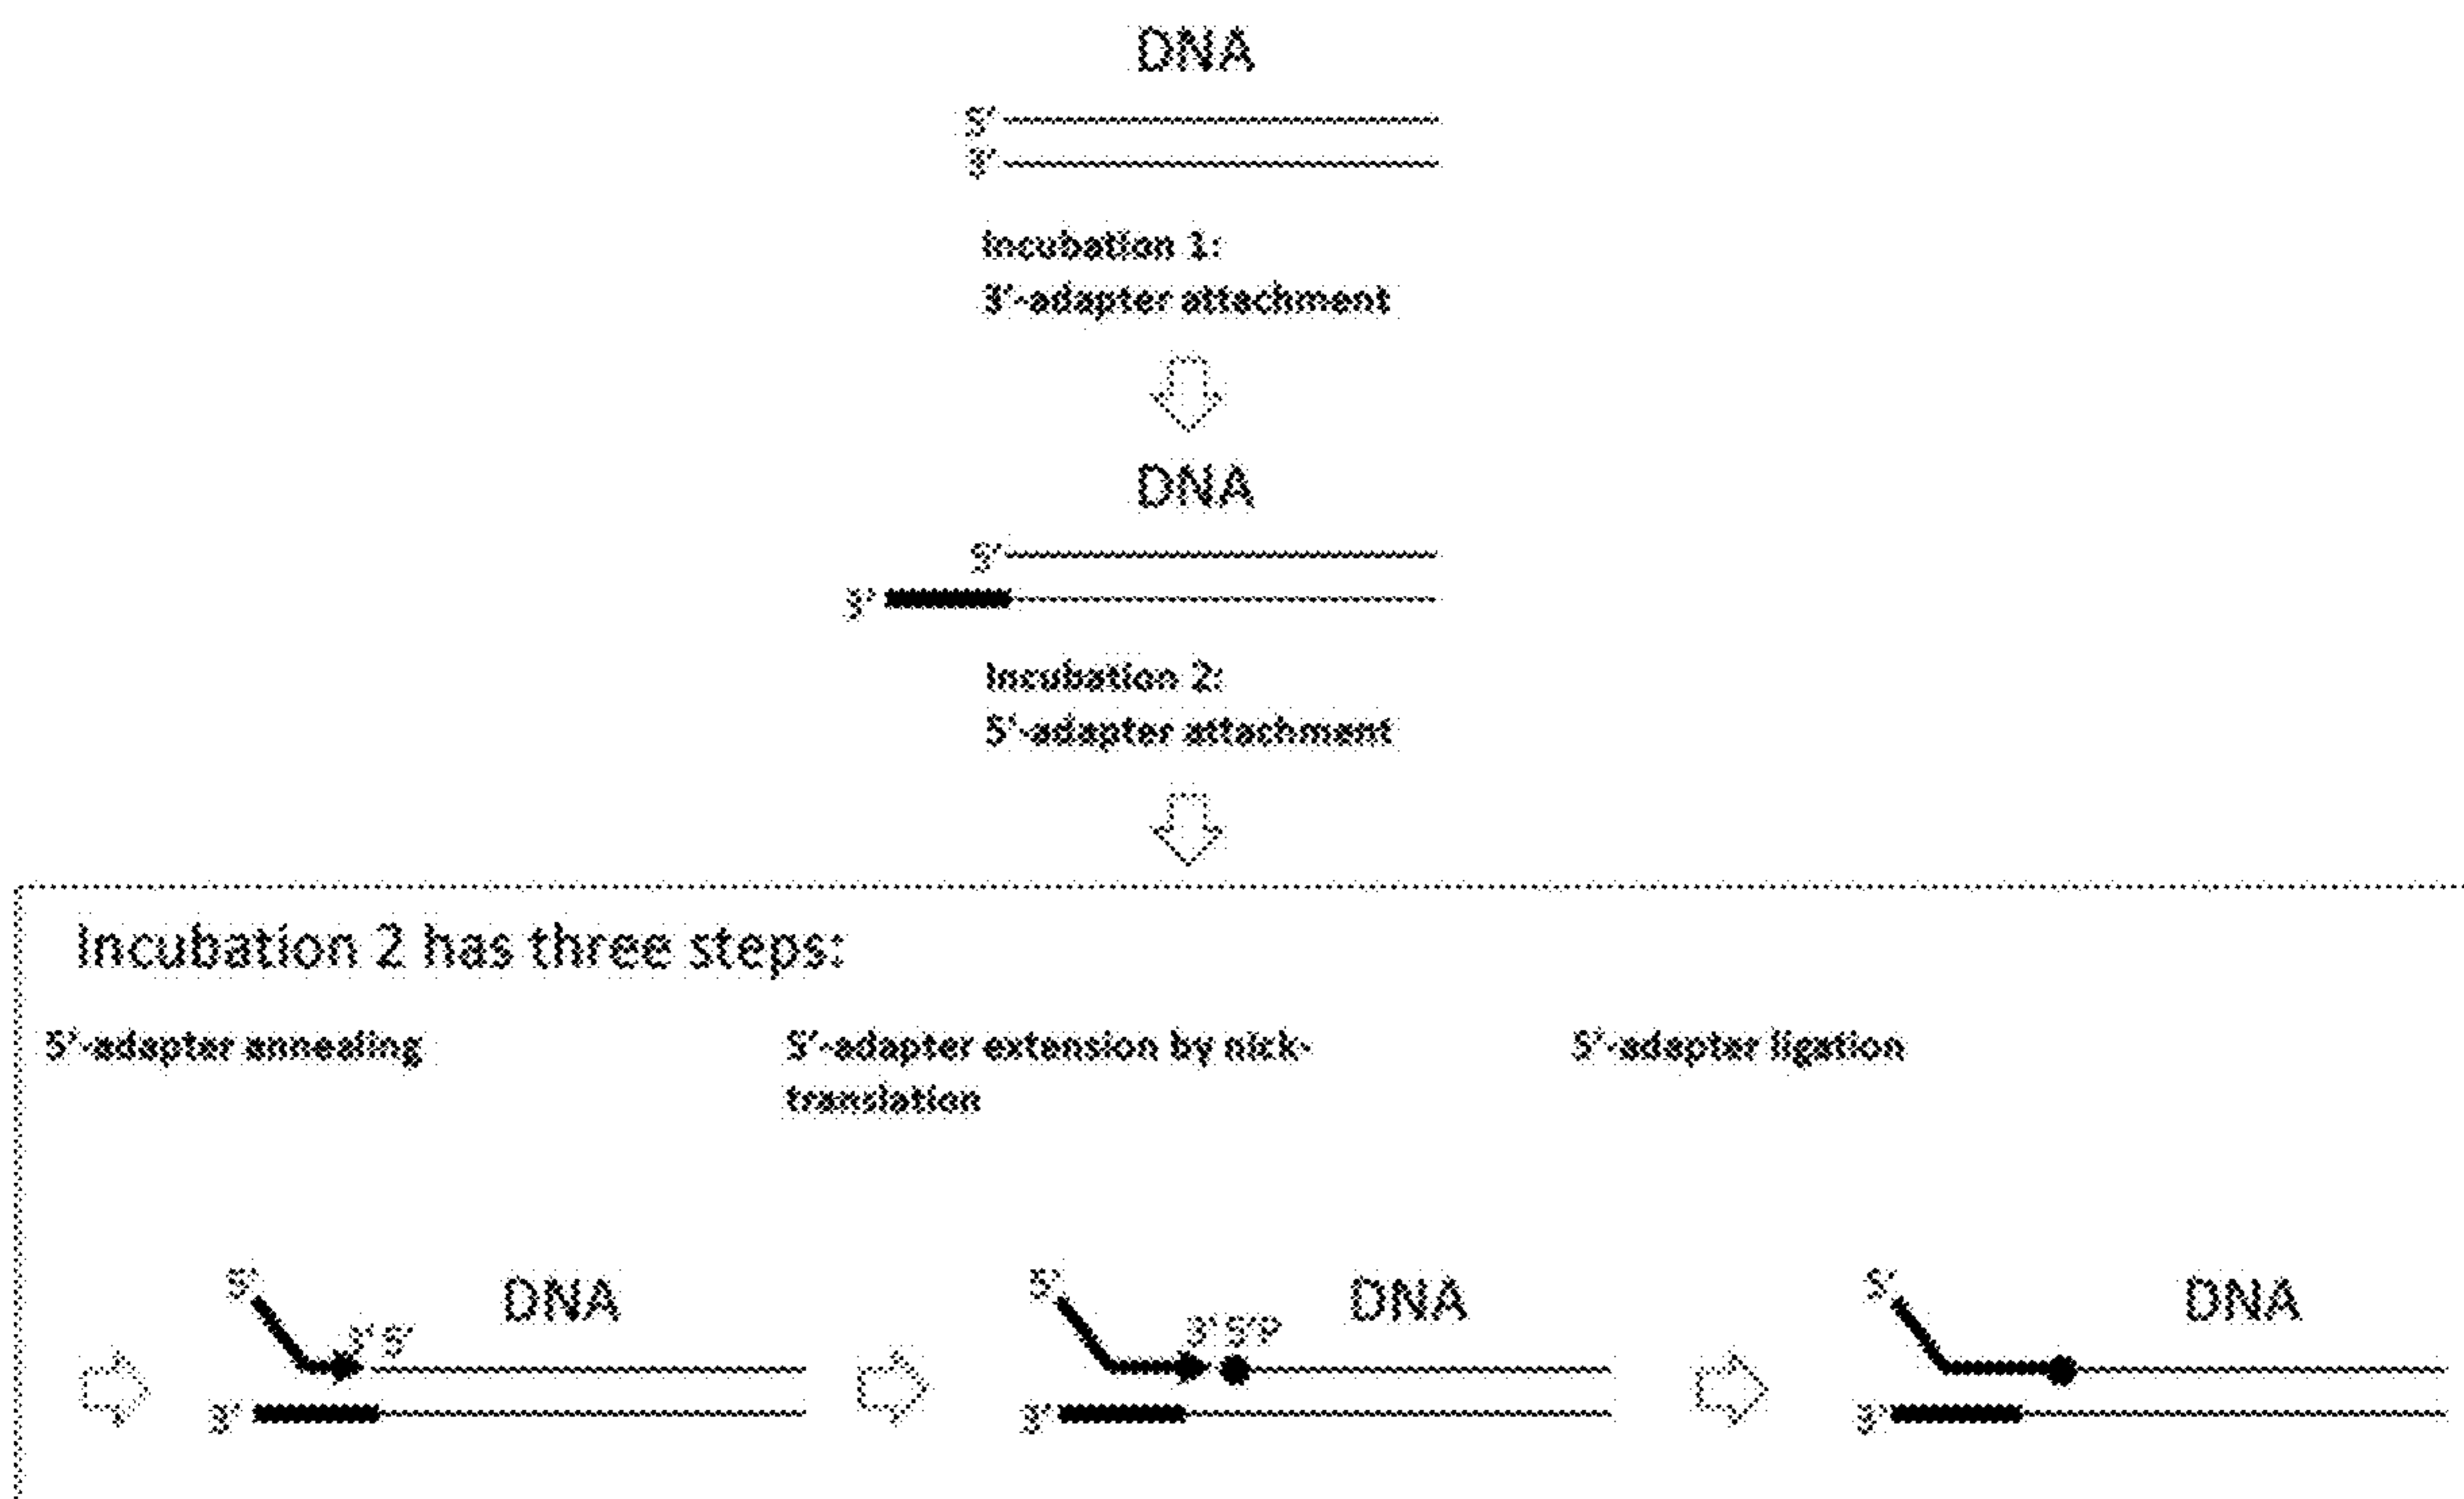 DNA
5'
3'
Incubation 1:
3'-adapter attachment
DNA
5'
3'
Incubation 2:
5'-adapter attachment
Incubation 2 has three steps:
5'-adapter annealing
5'-adapter extension by nick-
translation
5'-adapter ligation
5' DNA
3' 5'
3'
5' DNA
3' 5'P
3'
5' DNA
3'